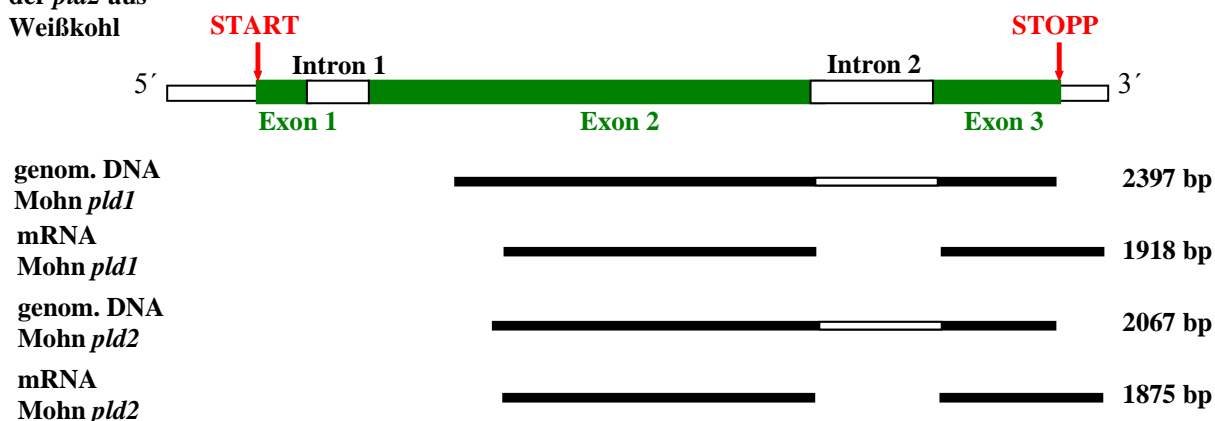 der pld2 aus
Weißkohl
START
STOPP
Intron 1
Intron 2
5´
3´
Exon 1
Exon 2
Exon 3
genom. DNA
Mohn pld1
2397 bp
mRNA
Mohn pld1
1918 bp
genom. DNA
Mohn pld2
2067 bp
mRNA
Mohn pld2
1875 bp